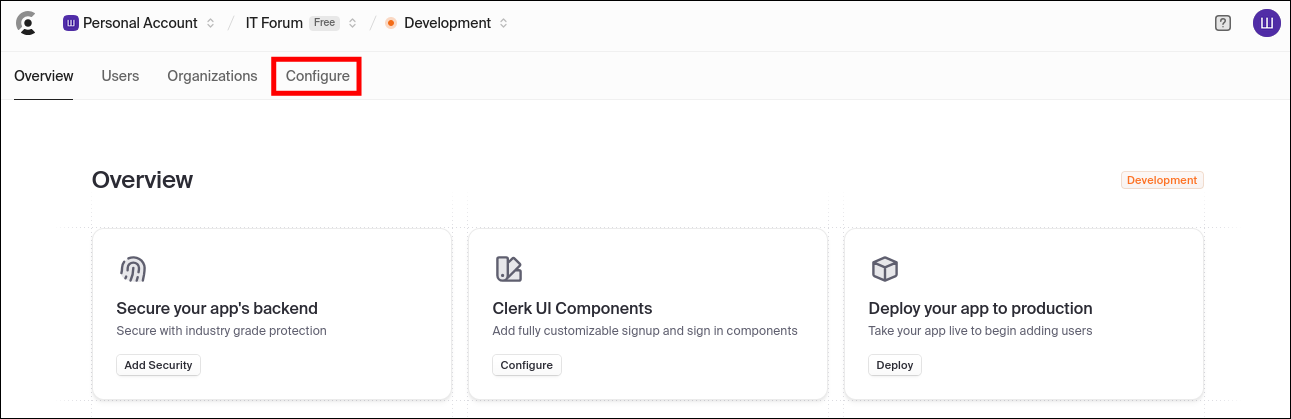 Ш Personal Account / IT Forum Free / Development ? Ш
Overview Users Organizations Configure
Overview
Development
Secure your app's backend
Secure with industry grade protection
Add Security
Clerk UI Components
Add fully customizable signup and sign in components
Configure
Deploy your app to production
Take your app live to begin adding users
Deploy